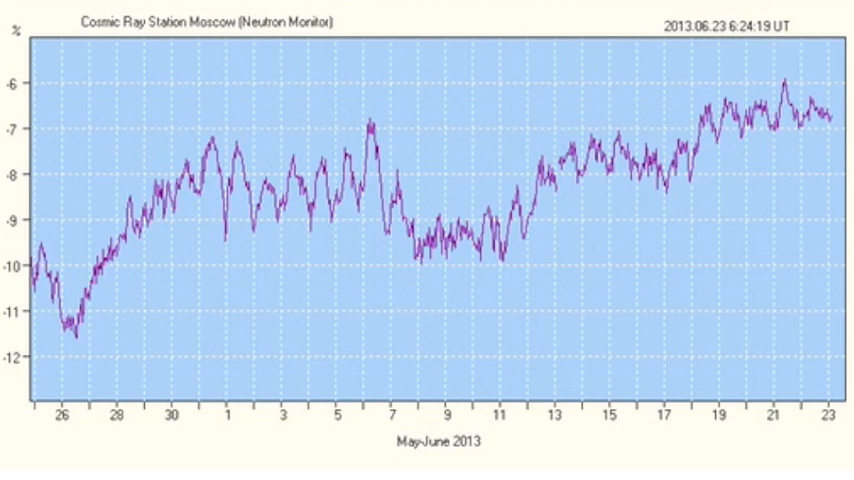 Cosmic Ray Station Moscow (Neutron Monitor) 2013.06.23 6:24:19 UT
%
-6
-7
-8
-9
-10
-11
-12
26 28 30 1 3 5 7 9 11 13 15 17 19 21 23
May-June 2013